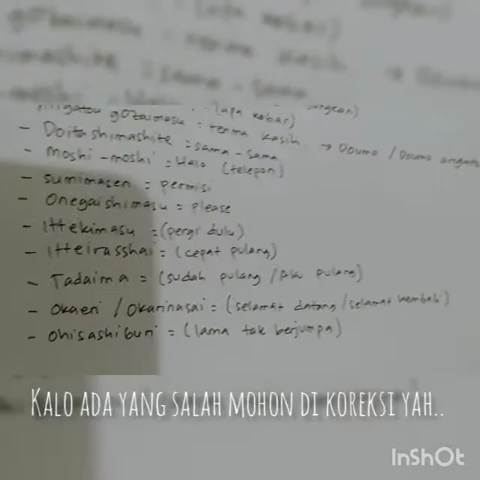 gozaimasu = terima kasih (apa kabar)
- Doitashimashite = sama-sama → Doumo / Doumo
- moshi-moshi = Halo (telepon)
- sumimasen = permisi
- Onegaishimasu = please
- Ittekimasu = (pergi dulu)
- Itteirasshai = (cepat pulang)
- Tadaima = (sudah pulang / Aku pulang)
- Okaeri / Okarinasai = (selamat datang / selamat kembali)
- Ohisashiburi = (lama tak berjumpa)
KALO ADA YANG SALAH MOHON DI KOREKSI YAH..
InShOt